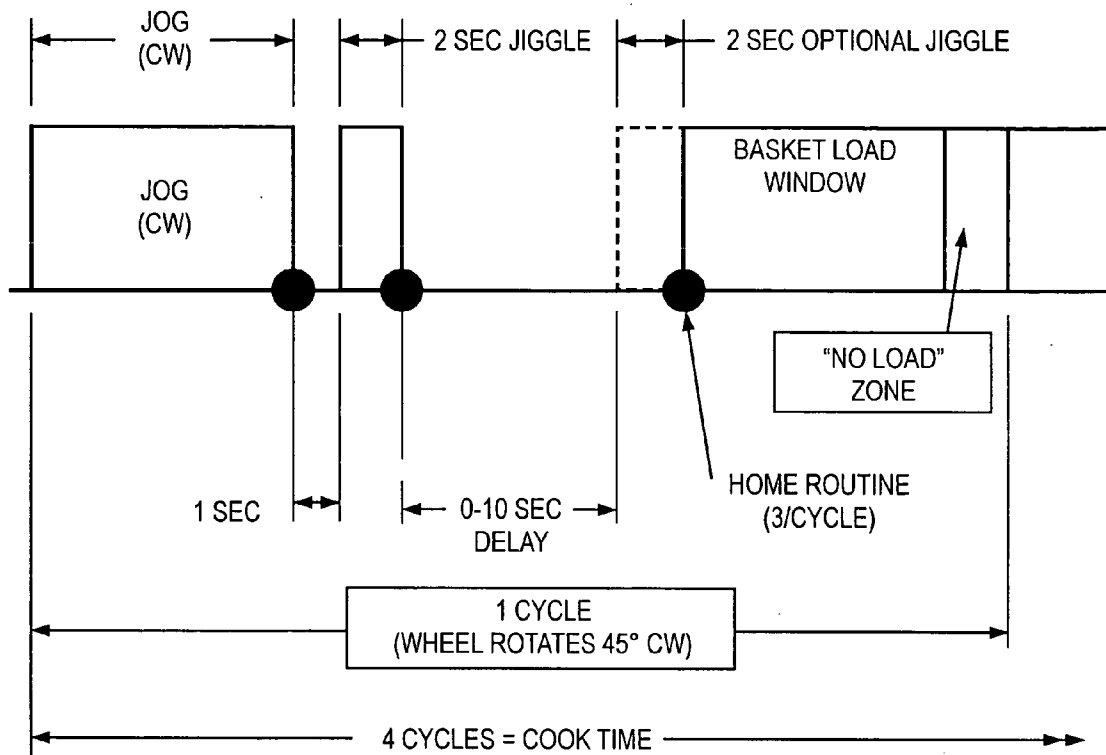 JOG
(CW)
2 SEC JIGGLE
2 SEC OPTIONAL JIGGLE
JOG
(CW)
BASKET LOAD
WINDOW
"NO LOAD"
ZONE
1 SEC
0-10 SEC
DELAY
HOME ROUTINE
(3/CYCLE)
1 CYCLE
(WHEEL ROTATES 45° CW)
4 CYCLES = COOK TIME